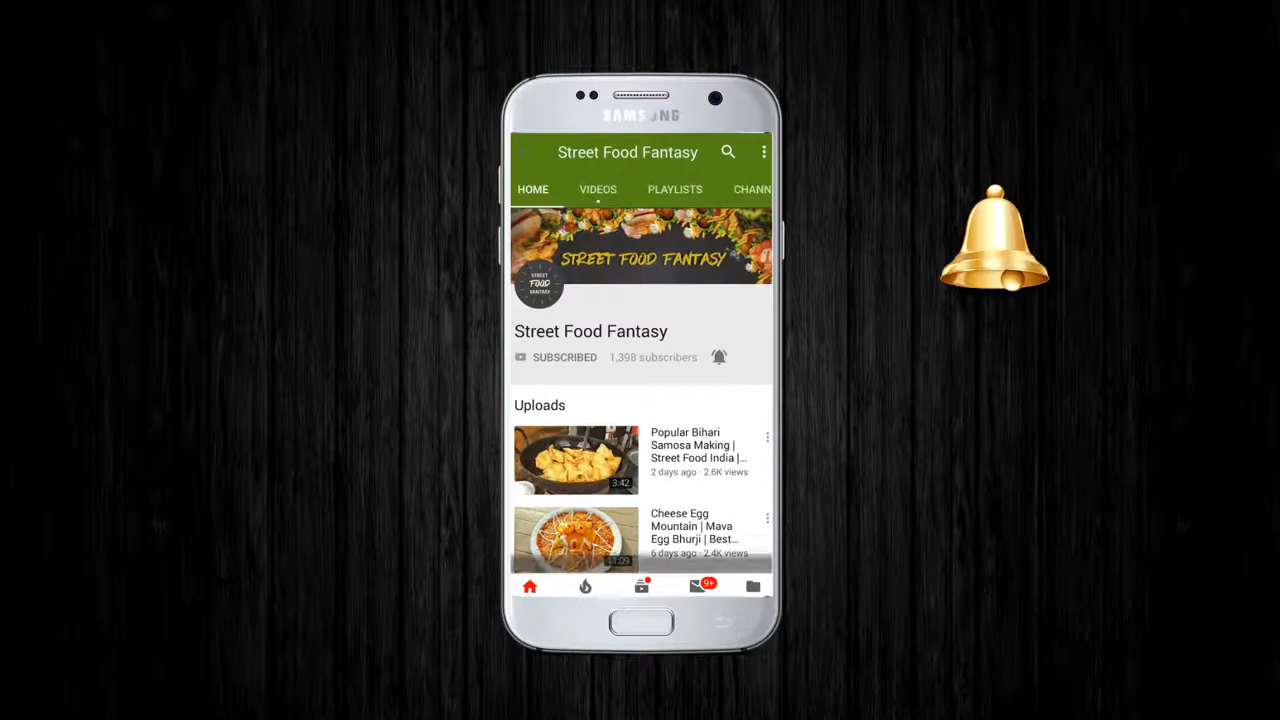 SAMSUNG
Street Food Fantasy
HOME VIDEOS PLAYLISTS CHANN
STREET FOOD FANTASY
STREET
FOOD
FANTASY
Street Food Fantasy
SUBSCRIBED 1,398 subscribers
Uploads
Popular Bihari
Samosa Making |
Street Food India |...
2 days ago · 2.6K views
3:42
Cheese Egg
Mountain | Mava
Egg Bhurji | Best...
6 days ago · 2.4K views
11:09
9+